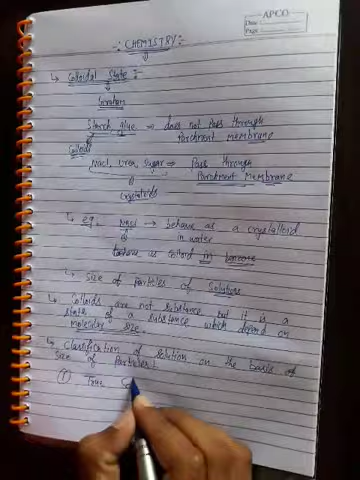 APCO
Date
Page
-: CHEMISTRY :-
↳ Colloidal State :-
Starch, glue ⇒ does not Pass through
Parchment membrane
Colloids
NaCl, Urea, Sugar ⇒ Pass through
Parchment Membrane
Crystalloids
↳ eg. NaCl → behave as a crystalloid
in water
behave as colloid in benzene
↳ Size of particles of Solution
↳ Colloids are not substance but it is a
state of a substance which depend on
molecular size.
↳ Classification of solution on the basis of
Size of Particles:
① True